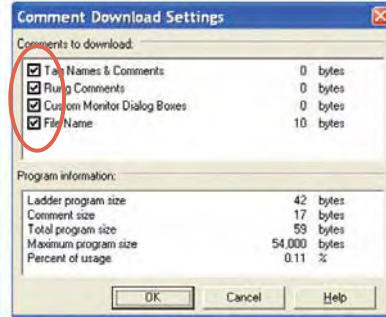 Comment Download Settings
Comments to download:
Tag Names & Comments 0 bytes
Rung Comments 0 bytes
Custom Monitor Dialog Boxes 0 bytes
File Name 10 bytes
Program information:
Ladder program size 42 bytes
Comment size 17 bytes
Total program size 59 bytes
Maximum program size 54,000 bytes
Percent of usage 0.11 %
OK Cancel Help